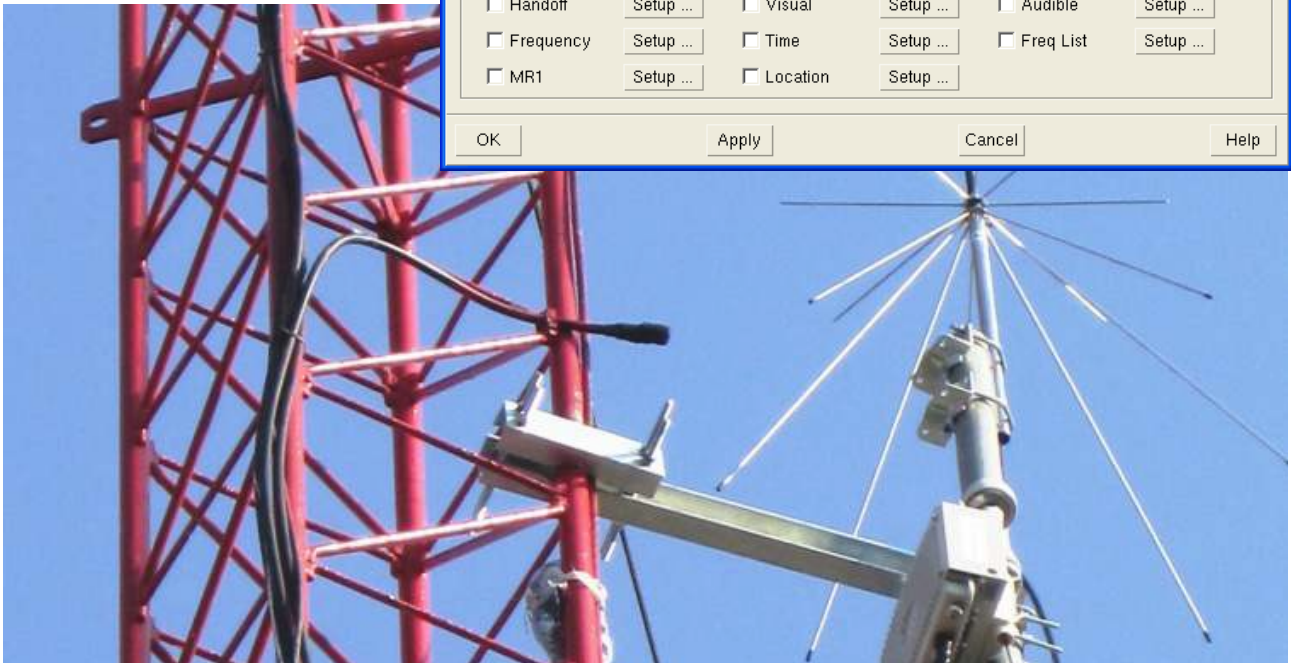 Handoff Setup ... Visual Setup ... Audible Setup ...
Frequency Setup ... Time Setup ... Freq List Setup ...
MR1 Setup ... Location Setup ...
OK Apply Cancel Help